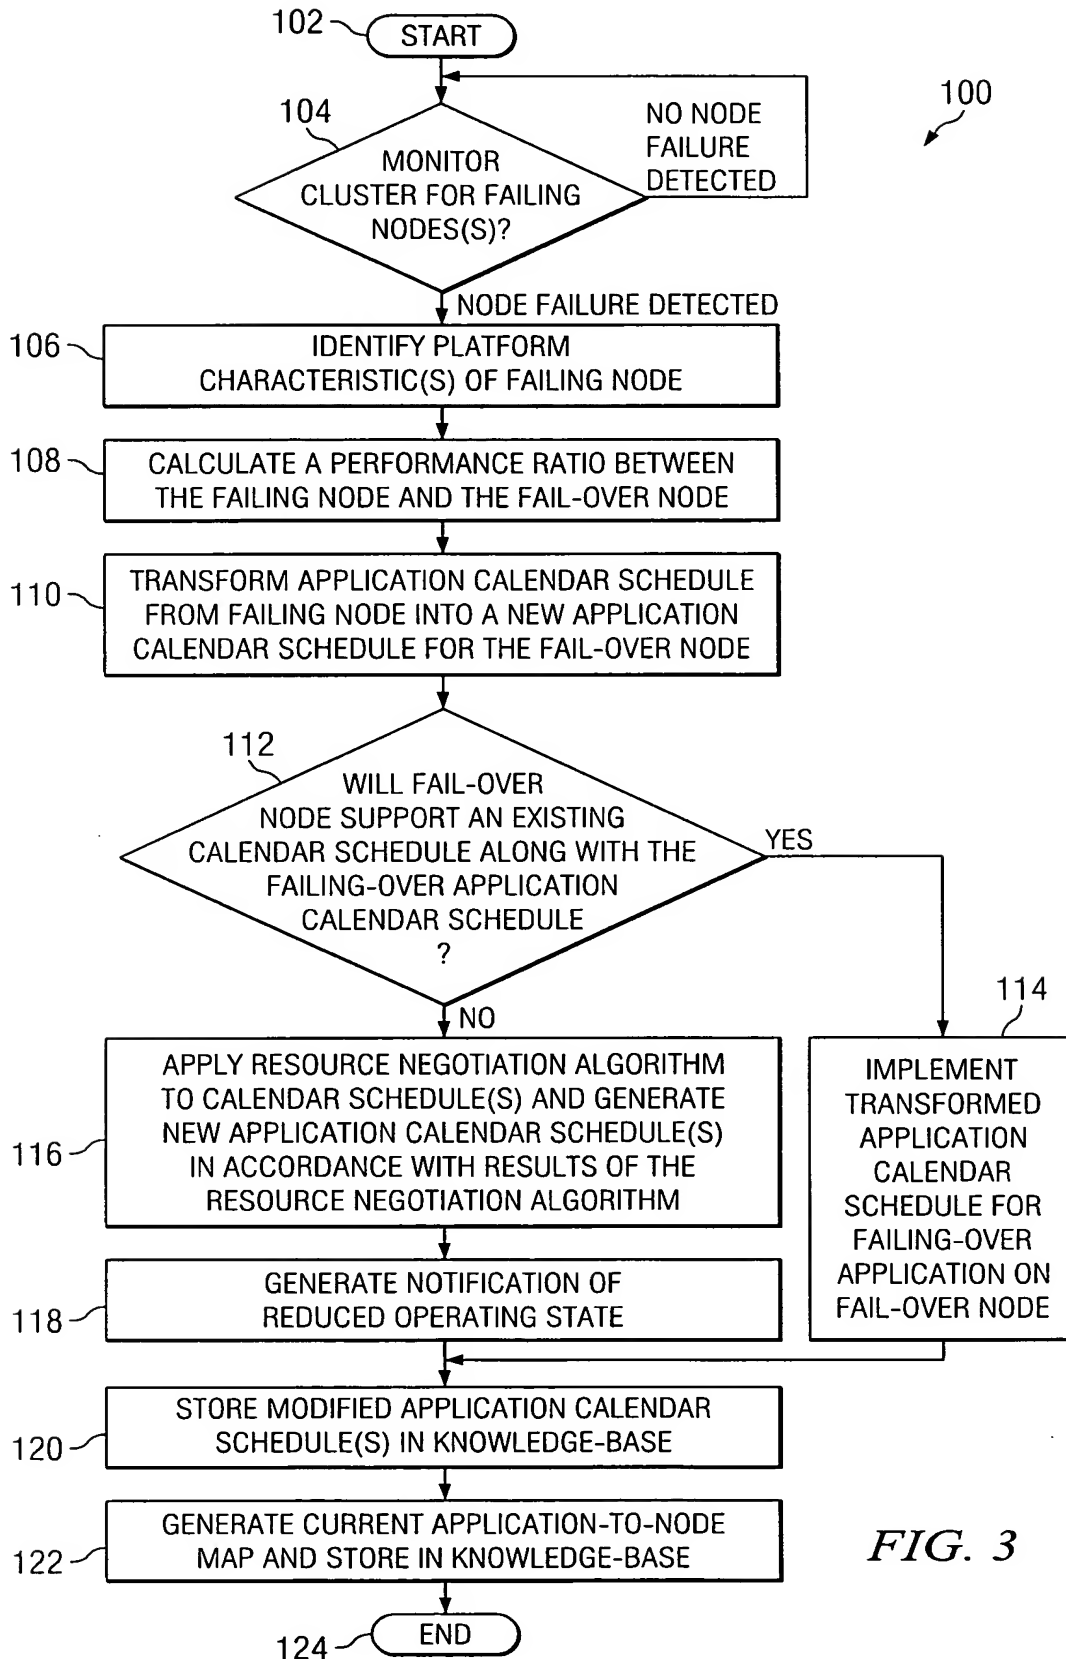 102
START
100
104
NO NODE
FAILURE
DETECTED
MONITOR
CLUSTER FOR FAILING
NODES(S)?
NODE FAILURE DETECTED
106
IDENTIFY PLATFORM
CHARACTERISTIC(S) OF FAILING NODE
108
CALCULATE A PERFORMANCE RATIO BETWEEN
THE FAILING NODE AND THE FAIL-OVER NODE
110
TRANSFORM APPLICATION CALENDAR SCHEDULE
FROM FAILING NODE INTO A NEW APPLICATION
CALENDAR SCHEDULE FOR THE FAIL-OVER NODE
112
WILL FAIL-OVER
NODE SUPPORT AN EXISTING
CALENDAR SCHEDULE ALONG WITH THE
FAILING-OVER APPLICATION
CALENDAR SCHEDULE
?
YES
NO
114
IMPLEMENT
TRANSFORMED
APPLICATION
CALENDAR
SCHEDULE FOR
FAILING-OVER
APPLICATION ON
FAIL-OVER NODE
116
APPLY RESOURCE NEGOTIATION ALGORITHM
TO CALENDAR SCHEDULE(S) AND GENERATE
NEW APPLICATION CALENDAR SCHEDULE(S)
IN ACCORDANCE WITH RESULTS OF THE
RESOURCE NEGOTIATION ALGORITHM
118
GENERATE NOTIFICATION OF
REDUCED OPERATING STATE
120
STORE MODIFIED APPLICATION CALENDAR
SCHEDULE(S) IN KNOWLEDGE-BASE
122
GENERATE CURRENT APPLICATION-TO-NODE
MAP AND STORE IN KNOWLEDGE-BASE
FIG. 3
124
END